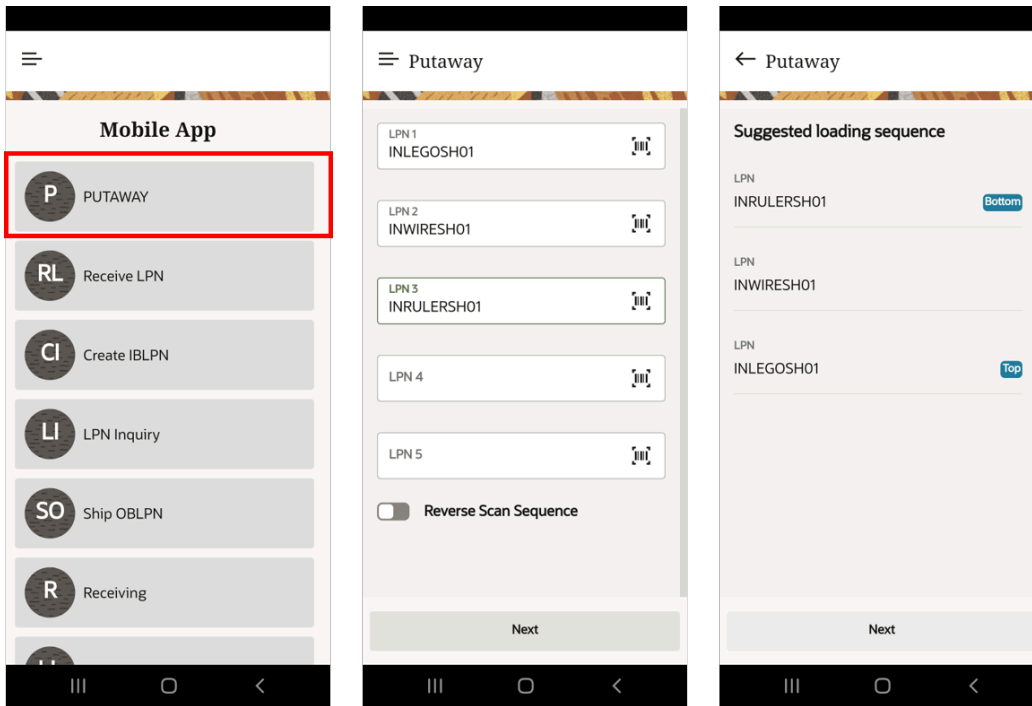 Mobile App
P PUTAWAY
RL Receive LPN
CI Create IBLPN
LI LPN Inquiry
SO Ship OBLPN
R Receiving
Putaway
LPN 1
INLEGOSH01
LPN 2
INWIRESH01
LPN 3
INRULERSH01
LPN 4
LPN 5
Reverse Scan Sequence
Next
Putaway
Suggested loading sequence
LPN
INRULERSH01 Bottom
LPN
INWIRESH01
LPN
INLEGOSH01 Top
Next